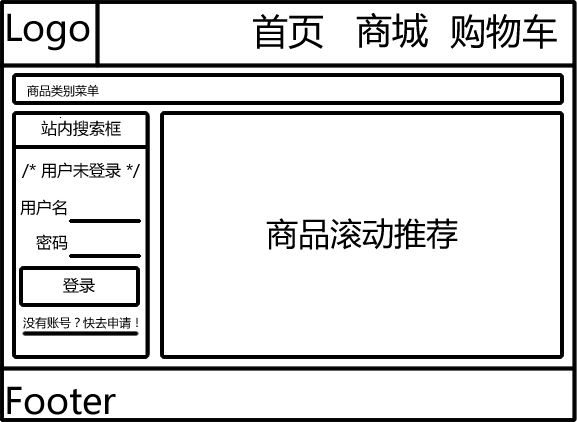 Logo
首页 商城 购物车
商品类别菜单
站内搜索框
/* 用户未登录 */
用户名
密码
登录
没有账号？快去申请！
商品滚动推荐
Footer